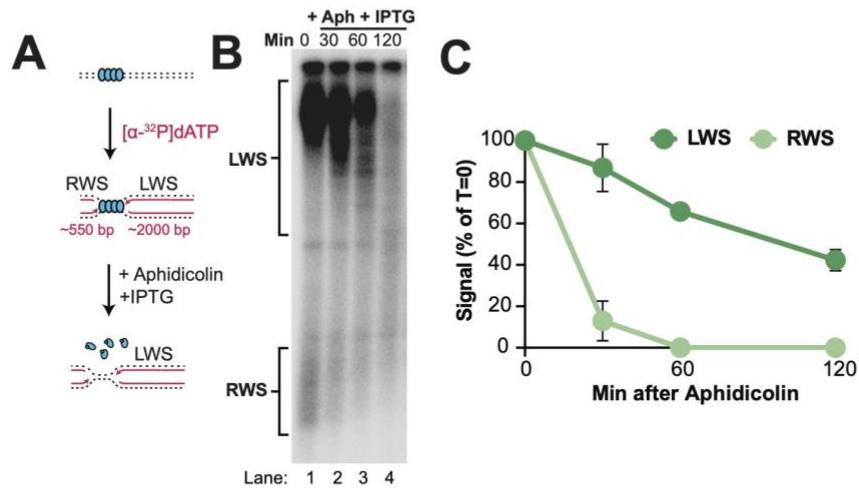 A
[α-³²P]dATP
RWS LWS
~550 bp ~2000 bp
+ Aphidicolin
+IPTG
LWS
B
+ Aph + IPTG
Min 0 30 60 120
LWS
RWS
Lane: 1 2 3 4
C
LWS RWS
Signal (% of T=0)
100
80
60
40
20
0
0 60 120
Min after Aphidicolin